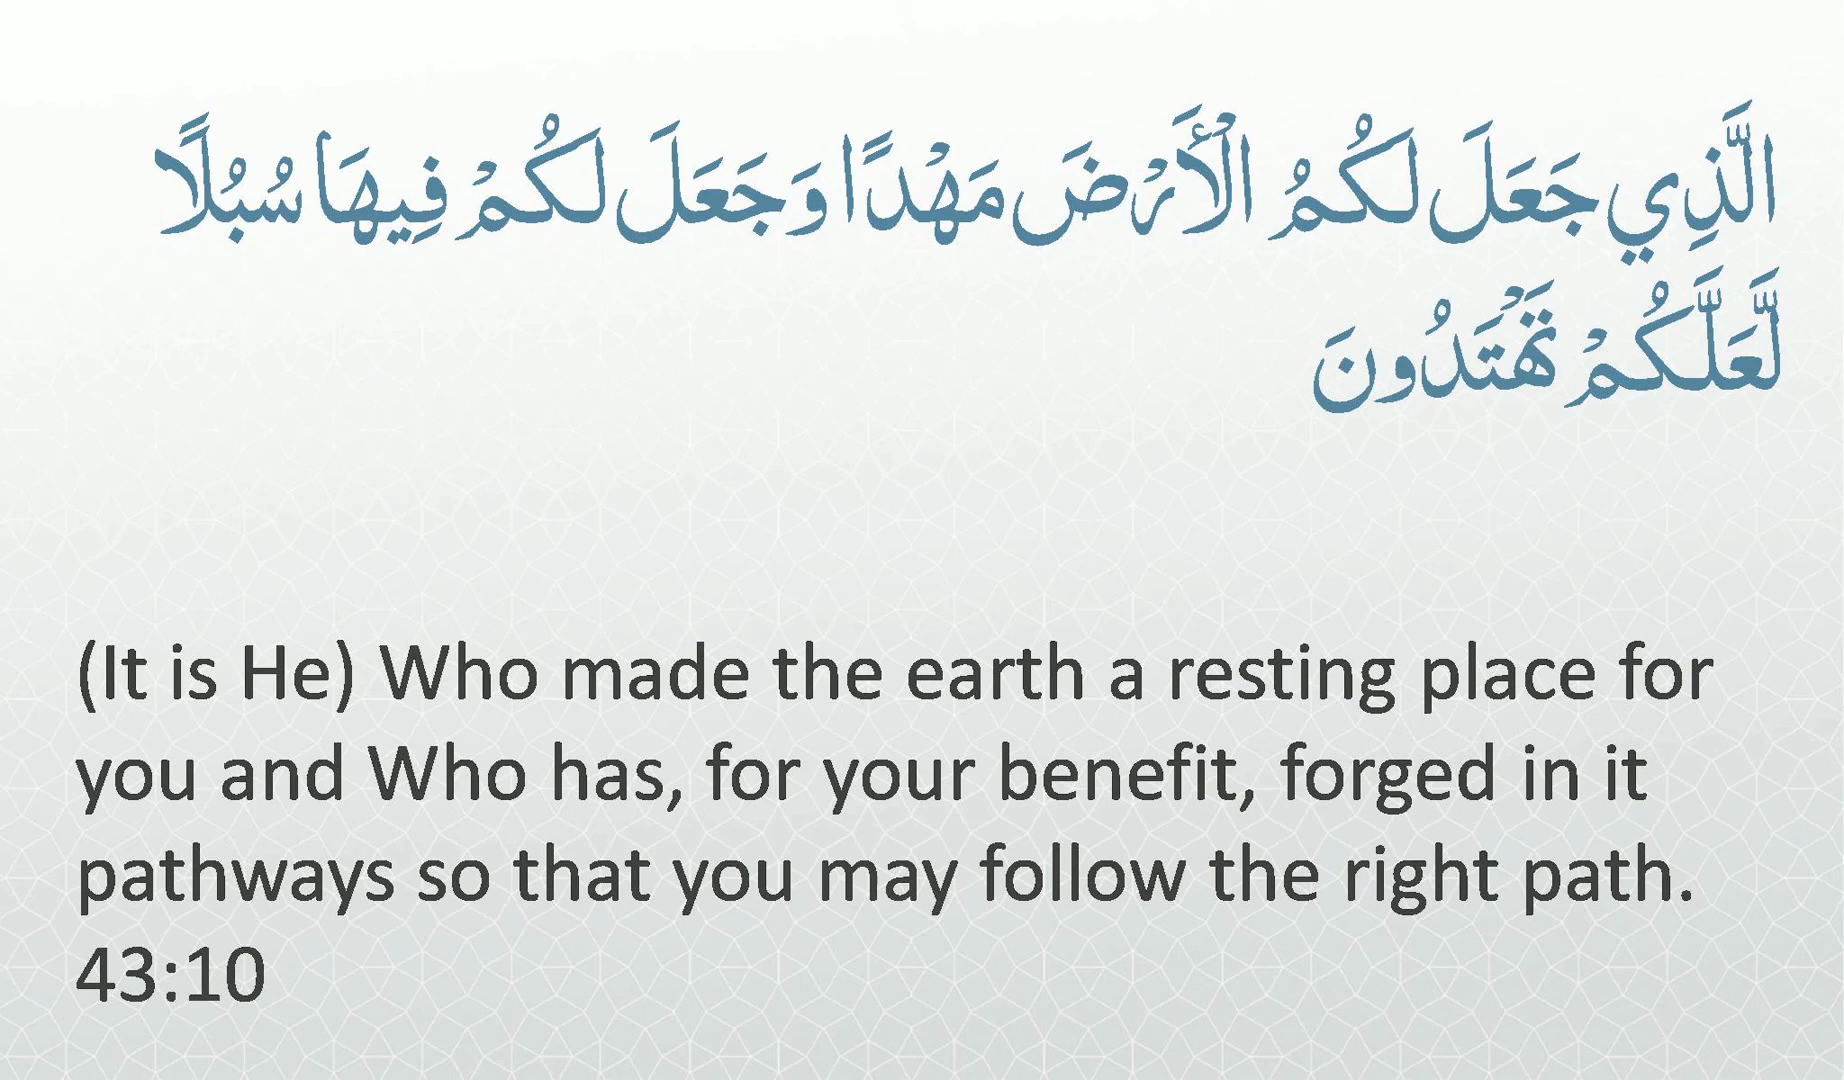 الَّذِي جَعَلَ لَكُمُ الْأَرْضَ مَهْدًا وَجَعَلَ لَكُمْ فِيهَا سُبُلًا
لَّعَلَّكُمْ تَهْتَدُونَ
(It is He) Who made the earth a resting place for
you and Who has, for your benefit, forged in it
pathways so that you may follow the right path.
43:10